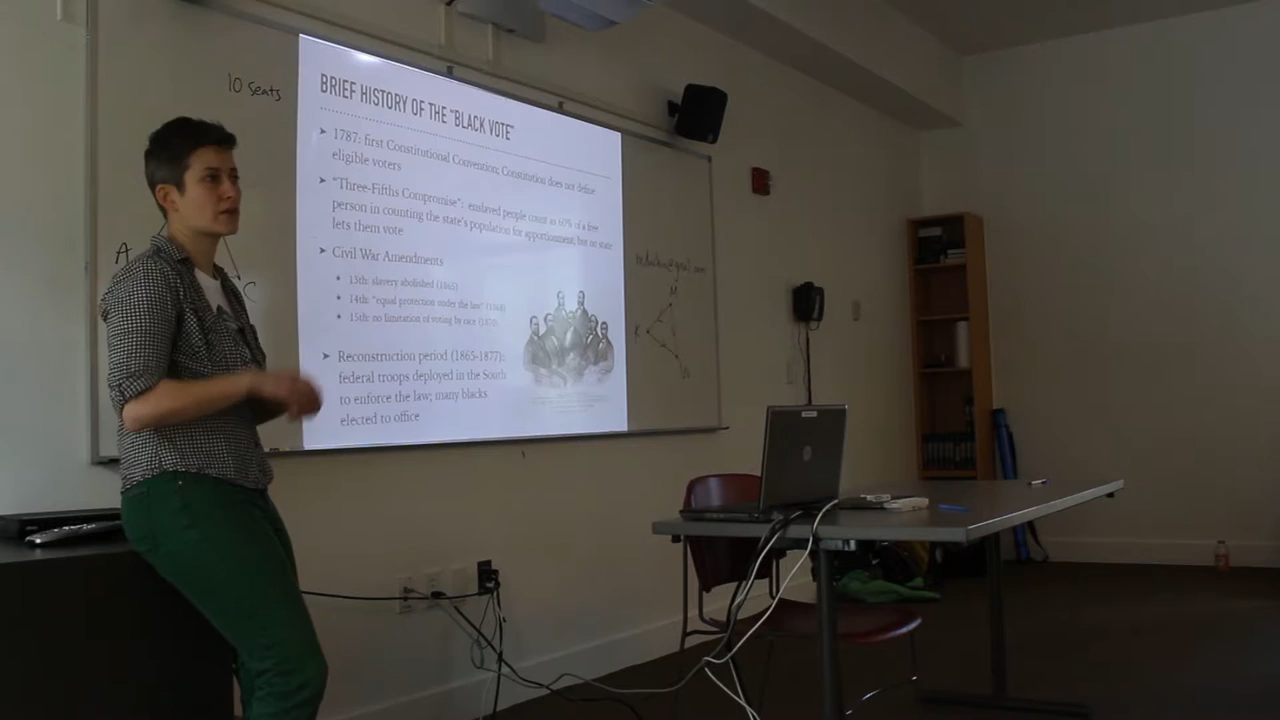 10 seats
BRIEF HISTORY OF THE "BLACK VOTE"
➤ 1787: first Constitutional Convention; Constitution does not define
eligible voters
➤ "Three-Fifths Compromise": enslaved people count as 60% of a free
person in counting the state's population for apportionment; but no state
lets them vote
➤ Civil War Amendments
• 13th: slavery abolished (1865)
• 14th: "equal protection under the law" (1868)
• 15th: no limitation of voting by race (1870)
➤ Reconstruction period (1865-1877):
federal troops deployed in the South
to enforce the law; many blacks
elected to office
A
C
M
K